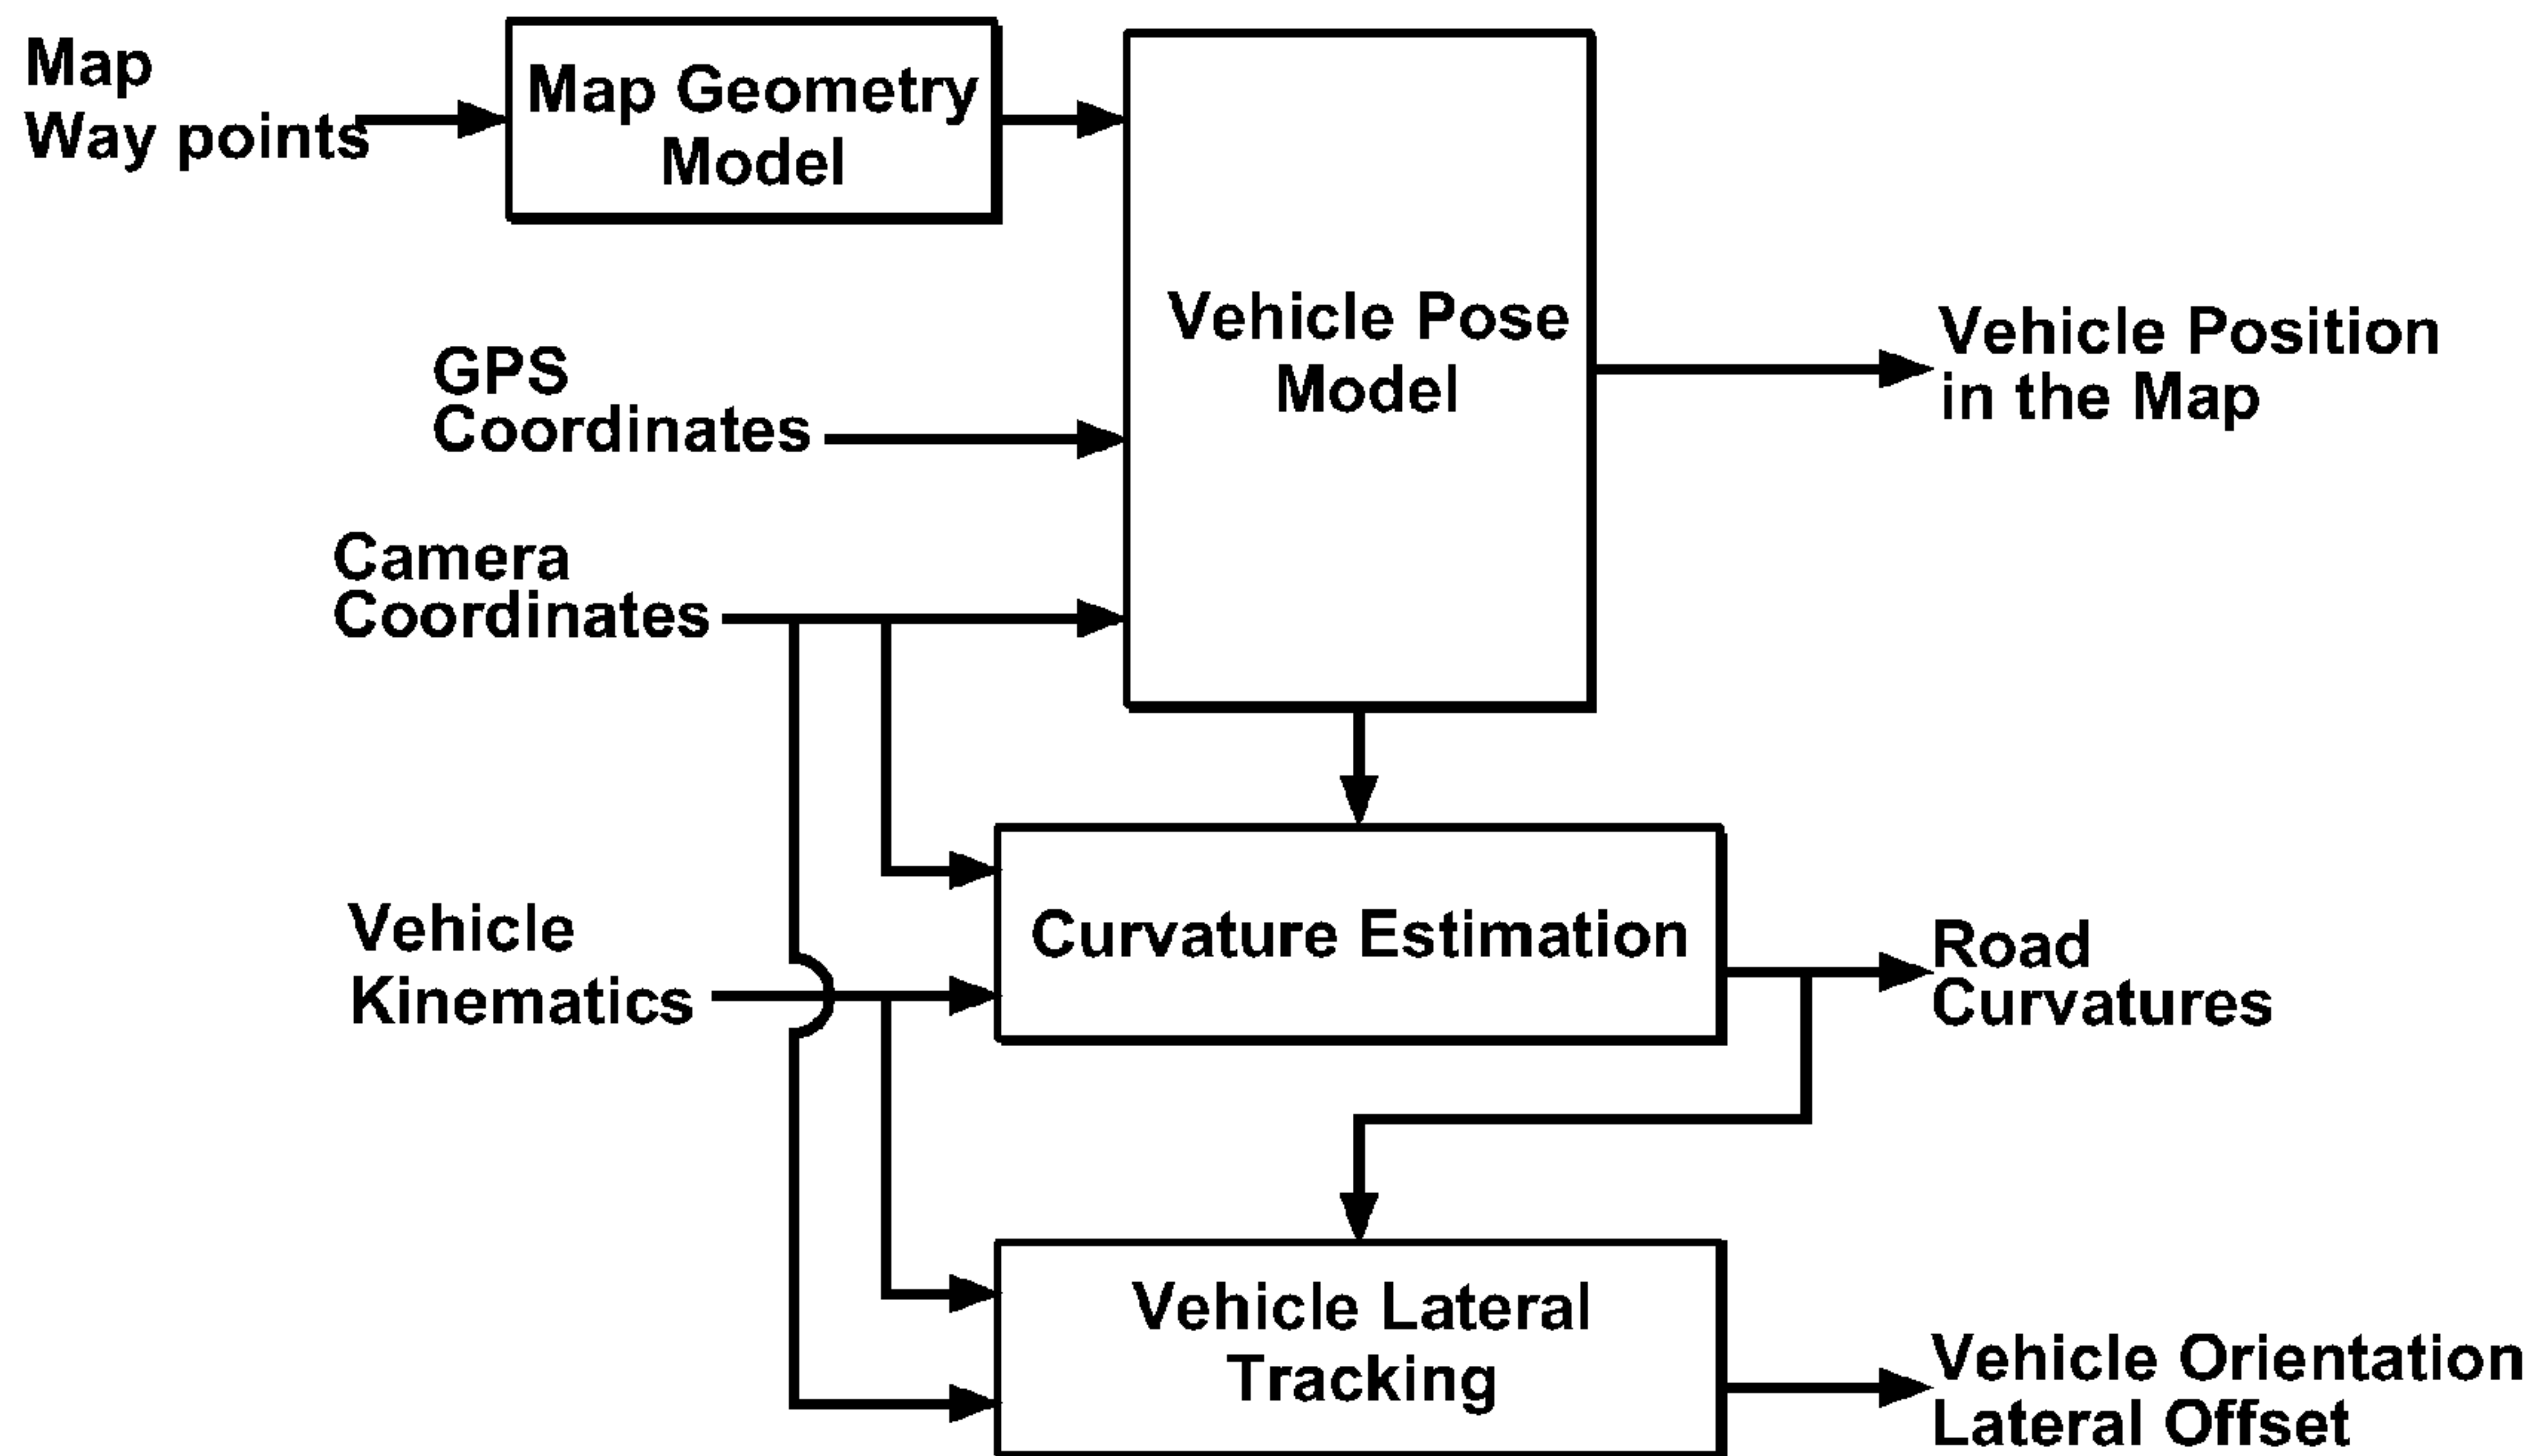 Map
Way points
Map Geometry
Model
Vehicle Pose
Model
GPS
Coordinates
Vehicle Position
in the Map
Camera
Coordinates
Vehicle
Kinematics
Curvature Estimation
Road
Curvatures
Vehicle Lateral
Tracking
Vehicle Orientation
Lateral Offset